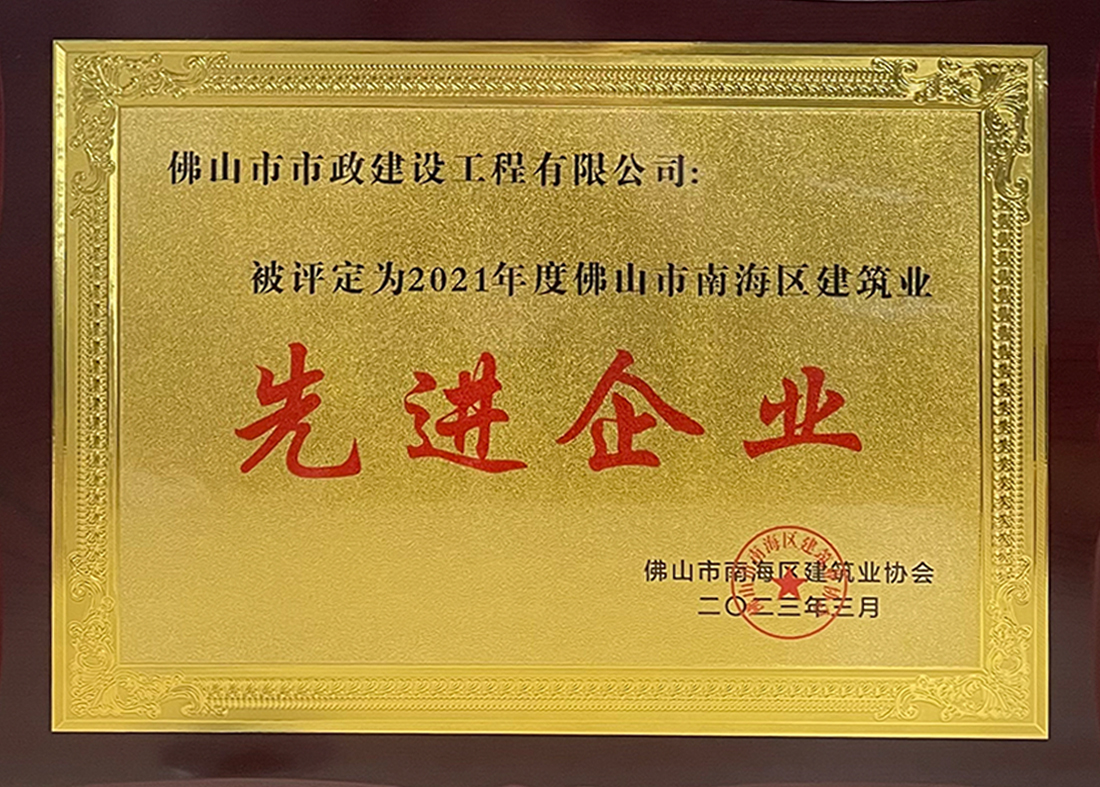 佛山市市政建设工程有限公司:
被评定为2021年度佛山市南海区建筑业
先进企业
佛山市南海区建筑业协会
二〇二三年三月